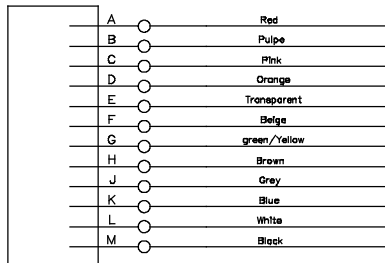 A Red
B Pulpe
C Pink
D Orange
E Transparent
F Beige
G green/Yellow
H Brown
J Grey
K Blue
L White
M Black